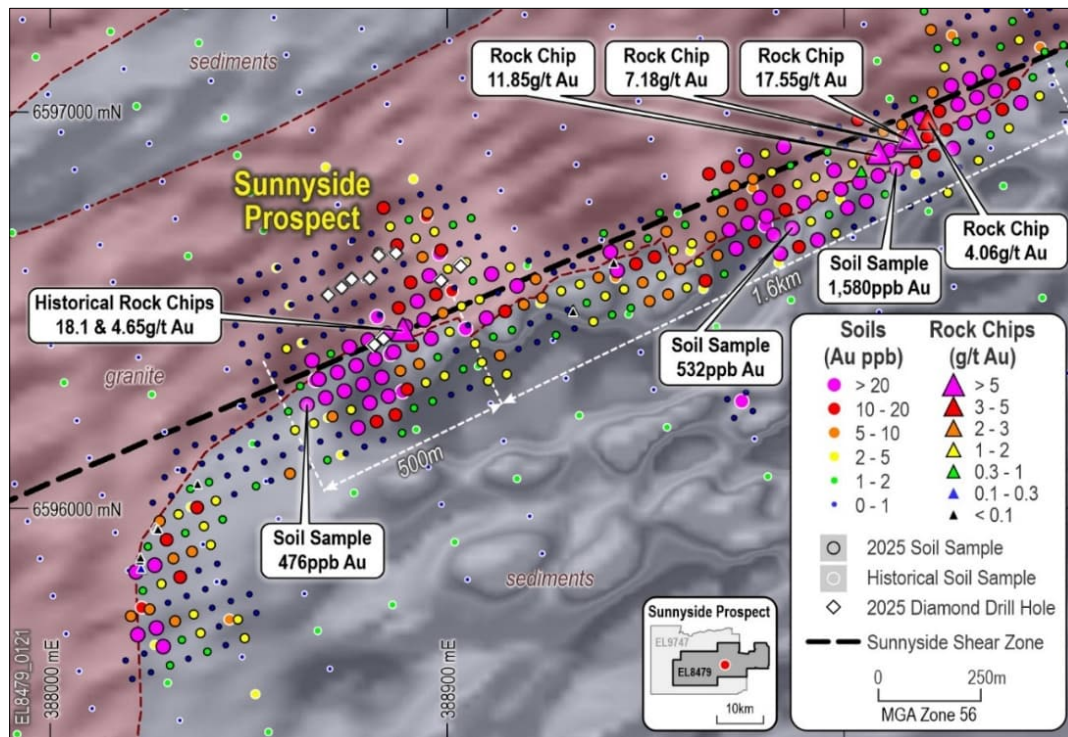 sediments
6597000 mN
Rock Chip
11.85g/t Au
Rock Chip
7.18g/t Au
Rock Chip
17.55g/t Au
Sunnyside
Prospect
Historical Rock Chips
18.1 & 4.65g/t Au
granite
Rock Chip
4.06g/t Au
Soil Sample
1,580ppb Au
1.6km
Soil Sample
532ppb Au
500m
6596000 mN
Soil Sample
476ppb Au
sediments
EL8479_0121
388000 mE
388900 mE
Sunnyside Prospect
EL9747
EL8479
10km
Soils
(Au ppb)
> 20
10 - 20
5 - 10
2 - 5
1 - 2
0 - 1
Rock Chips
(g/t Au)
> 5
3 - 5
2 - 3
1 - 2
0.3 - 1
0.1 - 0.3
< 0.1
2025 Soil Sample
Historical Soil Sample
2025 Diamond Drill Hole
Sunnyside Shear Zone
0 250m
MGA Zone 56